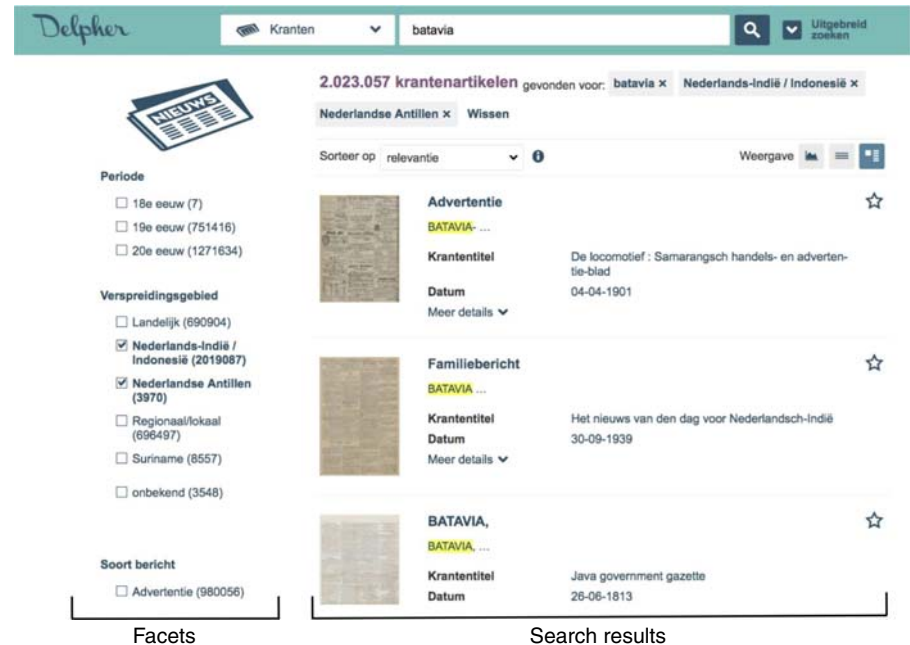 Delpher
Kranten
batavia
Uitgebreid
zoeken
NIEUWS
2.023.057 krantenartikelen gevonden voor: batavia × Nederlands-Indië / Indonesië ×
Nederlandse Antillen × Wissen
Sorteer op relevantie
Weergave
Periode
18e eeuw (7)
19e eeuw (751416)
20e eeuw (1271634)
Verspreidingsgebied
Landelijk (690904)
Nederlands-Indië /
Indonesië (2019087)
Nederlandse Antillen
(3970)
Regionaal/lokaal
(696497)
Suriname (8557)
onbekend (3548)
Soort bericht
Advertentie (980056)
Advertentie
BATAVIA- ...
Krantentitel De locomotief : Samarangsch handels- en adverten-
tie-blad
Datum 04-04-1901
Meer details
Familiebericht
BATAVIA ...
Krantentitel Het nieuws van den dag voor Nederlandsch-Indië
Datum 30-09-1939
Meer details
BATAVIA,
BATAVIA, ...
Krantentitel Java government gazette
Datum 26-06-1813
Facets
Search results